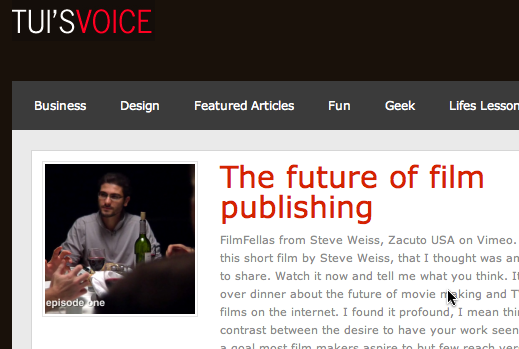 TUI'SVOICE
Business Design Featured Articles Fun Geek Lifes Lesson
The future of film
publishing
FilmFellas from Steve Weiss, Zacuto USA on Vimeo.
this short film by Steve Weiss, that I thought was an
to share. Watch it now and tell me what you think. I
over dinner about the future of movie making and T
films on the internet. I found it profound, I mean thi
contrast between the desire to have your work seen
a goal most film makers aspire to but few reach ver
episode one